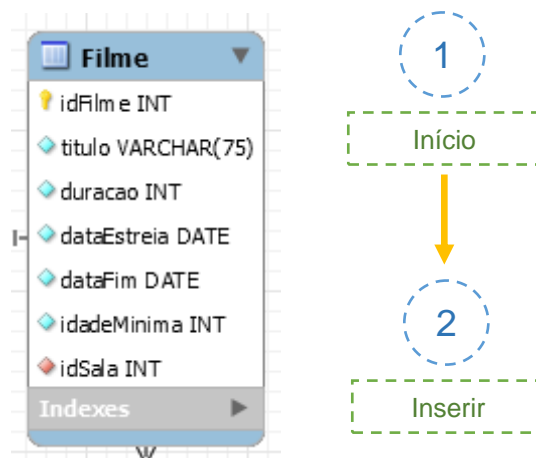 Filme
idFilme INT
titulo VARCHAR(75)
duracao INT
dataEstreia DATE
dataFim DATE
idadeMinima INT
idSala INT
Indexes
1
Início
2
Inserir